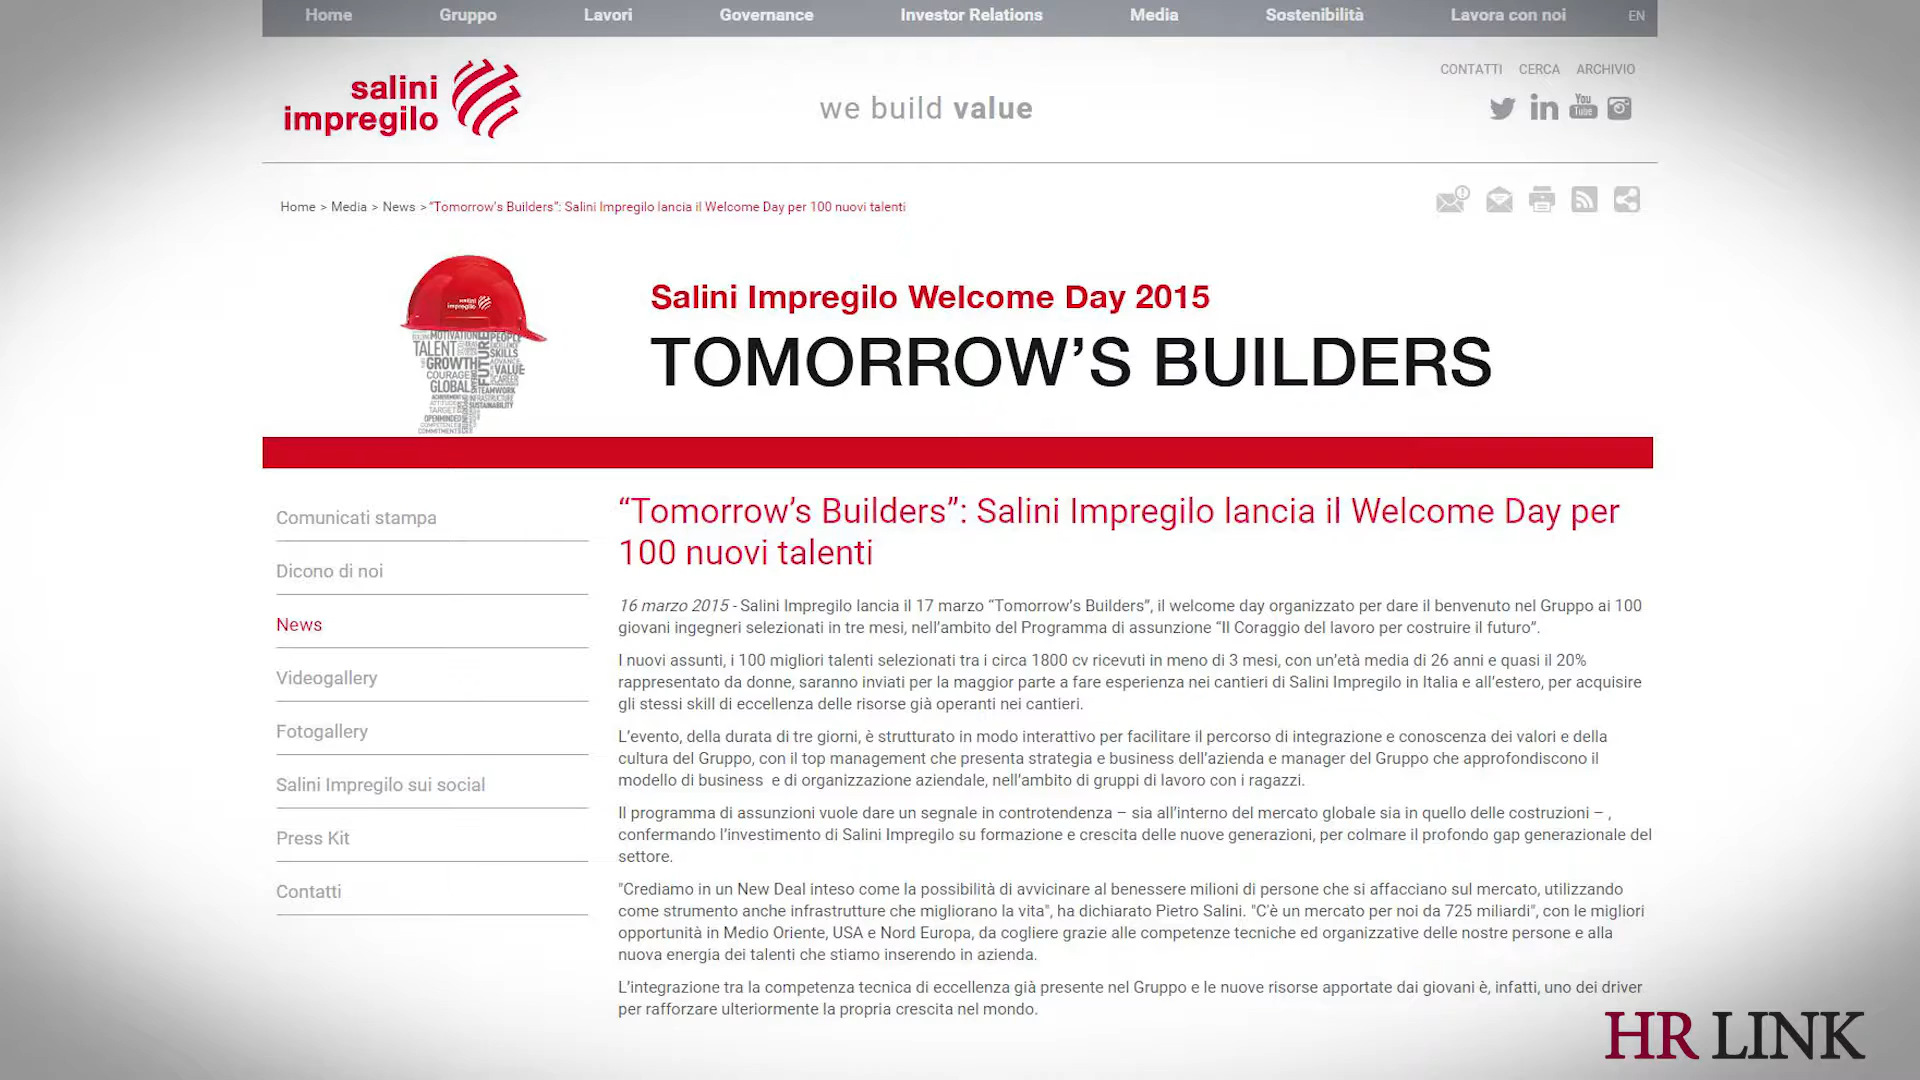 Home Gruppo Lavori Governance Investor Relations Media Sostenibilità Lavora con noi EN
salini
impregilo
we build value
CONTATTI CERCA ARCHIVIO
You
Tube
Home > Media > News > “Tomorrow’s Builders”: Salini Impregilo lancia il Welcome Day per 100 nuovi talenti
salini
impregilo
MOTIVATION
PEOPLE
TALENT
SKILLS
GROWTH
FUTURE
VALUE
COURAGE
GLOBAL
TEAMWORK
SUSTAINABILITY
TARGET
Salini Impregilo Welcome Day 2015
TOMORROW’S BUILDERS
Comunicati stampa
Dicono di noi
News
Videogallery
Fotogallery
Salini Impregilo sui social
Press Kit
Contatti
“Tomorrow’s Builders”: Salini Impregilo lancia il Welcome Day per
100 nuovi talenti
16 marzo 2015 - Salini Impregilo lancia il 17 marzo “Tomorrow’s Builders”, il welcome day organizzato per dare il benvenuto nel Gruppo ai 100
giovani ingegneri selezionati in tre mesi, nell’ambito del Programma di assunzione “Il Coraggio del lavoro per costruire il futuro”.
I nuovi assunti, i 100 migliori talenti selezionati tra i circa 1800 cv ricevuti in meno di 3 mesi, con un’età media di 26 anni e quasi il 20%
rappresentato da donne, saranno inviati per la maggior parte a fare esperienza nei cantieri di Salini Impregilo in Italia e all’estero, per acquisire
gli stessi skill di eccellenza delle risorse già operanti nei cantieri.
L’evento, della durata di tre giorni, è strutturato in modo interattivo per facilitare il percorso di integrazione e conoscenza dei valori e della
cultura del Gruppo, con il top management che presenta strategia e business dell’azienda e manager del Gruppo che approfondiscono il
modello di business e di organizzazione aziendale, nell’ambito di gruppi di lavoro con i ragazzi.
Il programma di assunzioni vuole dare un segnale in controtendenza – sia all’interno del mercato globale sia in quello delle costruzioni – ,
confermando l’investimento di Salini Impregilo su formazione e crescita delle nuove generazioni, per colmare il profondo gap generazionale del
settore.
"Crediamo in un New Deal inteso come la possibilità di avvicinare al benessere milioni di persone che si affacciano sul mercato, utilizzando
come strumento anche infrastrutture che migliorano la vita", ha dichiarato Pietro Salini. "C'è un mercato per noi da 725 miliardi", con le migliori
opportunità in Medio Oriente, USA e Nord Europa, da cogliere grazie alle competenze tecniche ed organizzative delle nostre persone e alla
nuova energia dei talenti che stiamo inserendo in azienda.
L’integrazione tra la competenza tecnica di eccellenza già presente nel Gruppo e le nuove risorse apportate dai giovani è, infatti, uno dei driver
per rafforzare ulteriormente la propria crescita nel mondo.
HR LINK